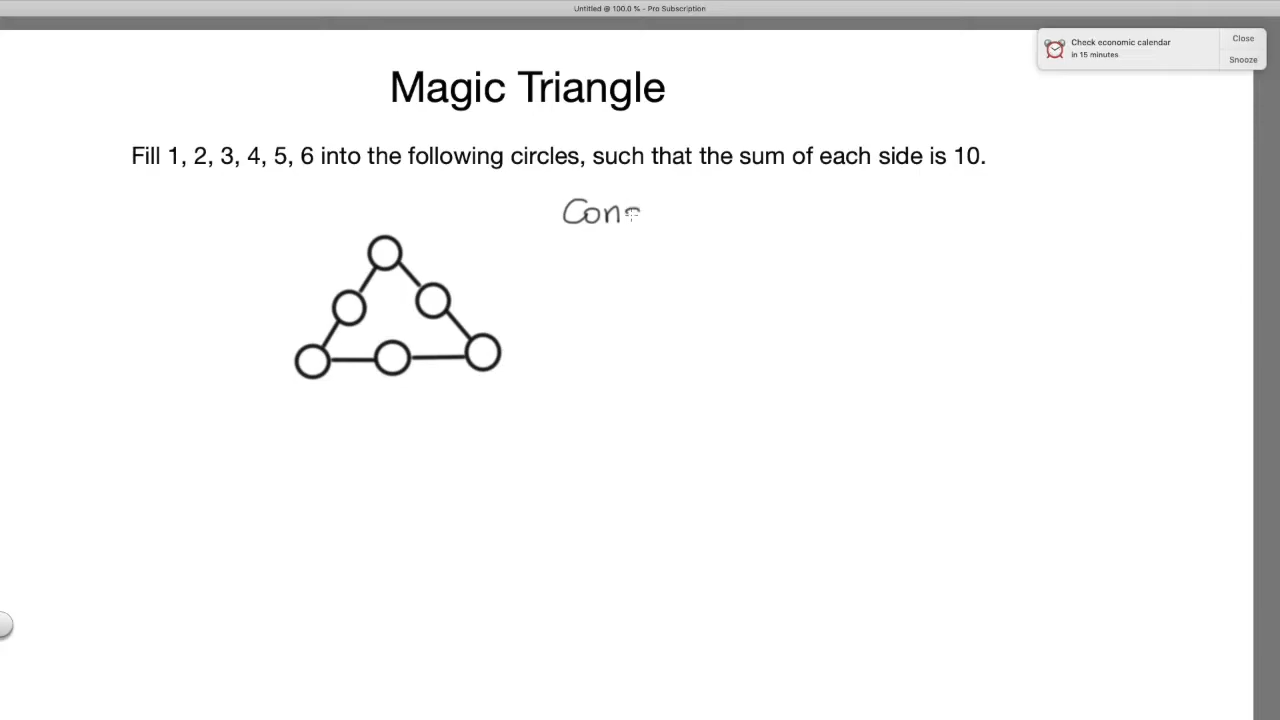 Untitled @ 100.0 % - Pro Subscription
Check economic calendar
in 15 minutes
Close
Snooze
Magic Triangle
Fill 1, 2, 3, 4, 5, 6 into the following circles, such that the sum of each side is 10.
Cons